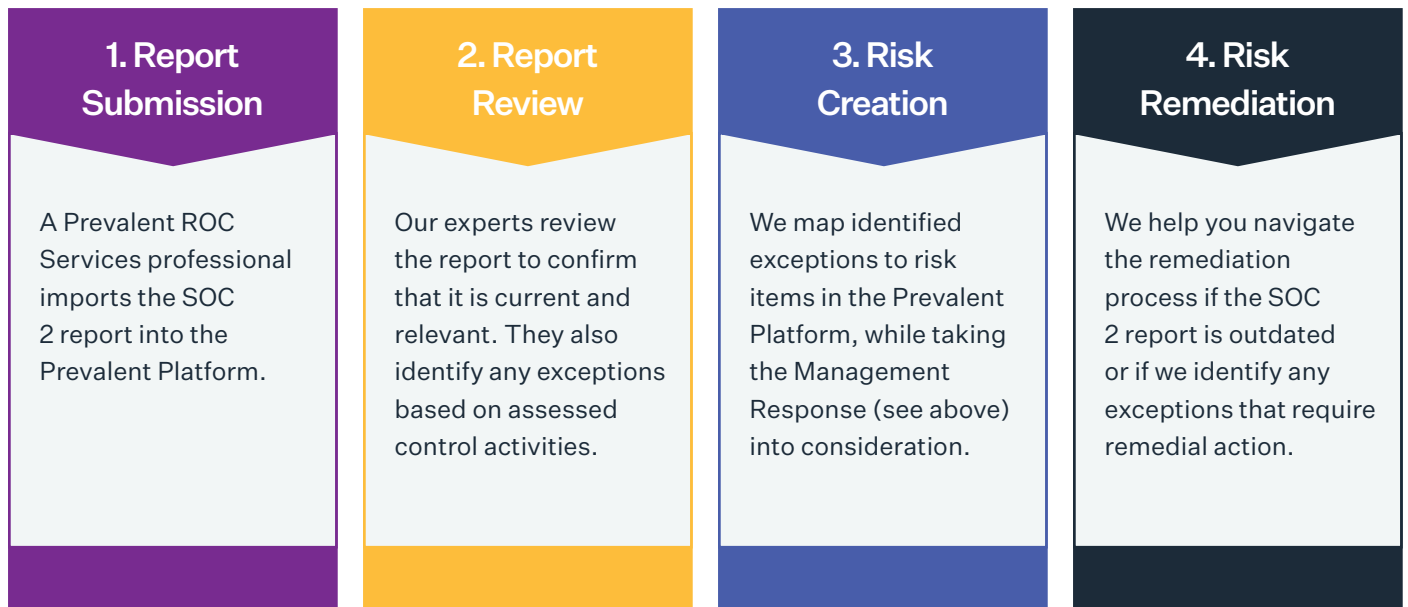 1. Report
Submission
A Prevalent ROC
Services professional
imports the SOC
2 report into the
Prevalent Platform.
2. Report
Review
Our experts review
the report to confirm
that it is current and
relevant. They also
identify any exceptions
based on assessed
control activities.
3. Risk
Creation
We map identified
exceptions to risk
items in the Prevalent
Platform, while taking
the Management
Response (see above)
into consideration.
4. Risk
Remediation
We help you navigate
the remediation
process if the SOC
2 report is outdated
or if we identify any
exceptions that require
remedial action.